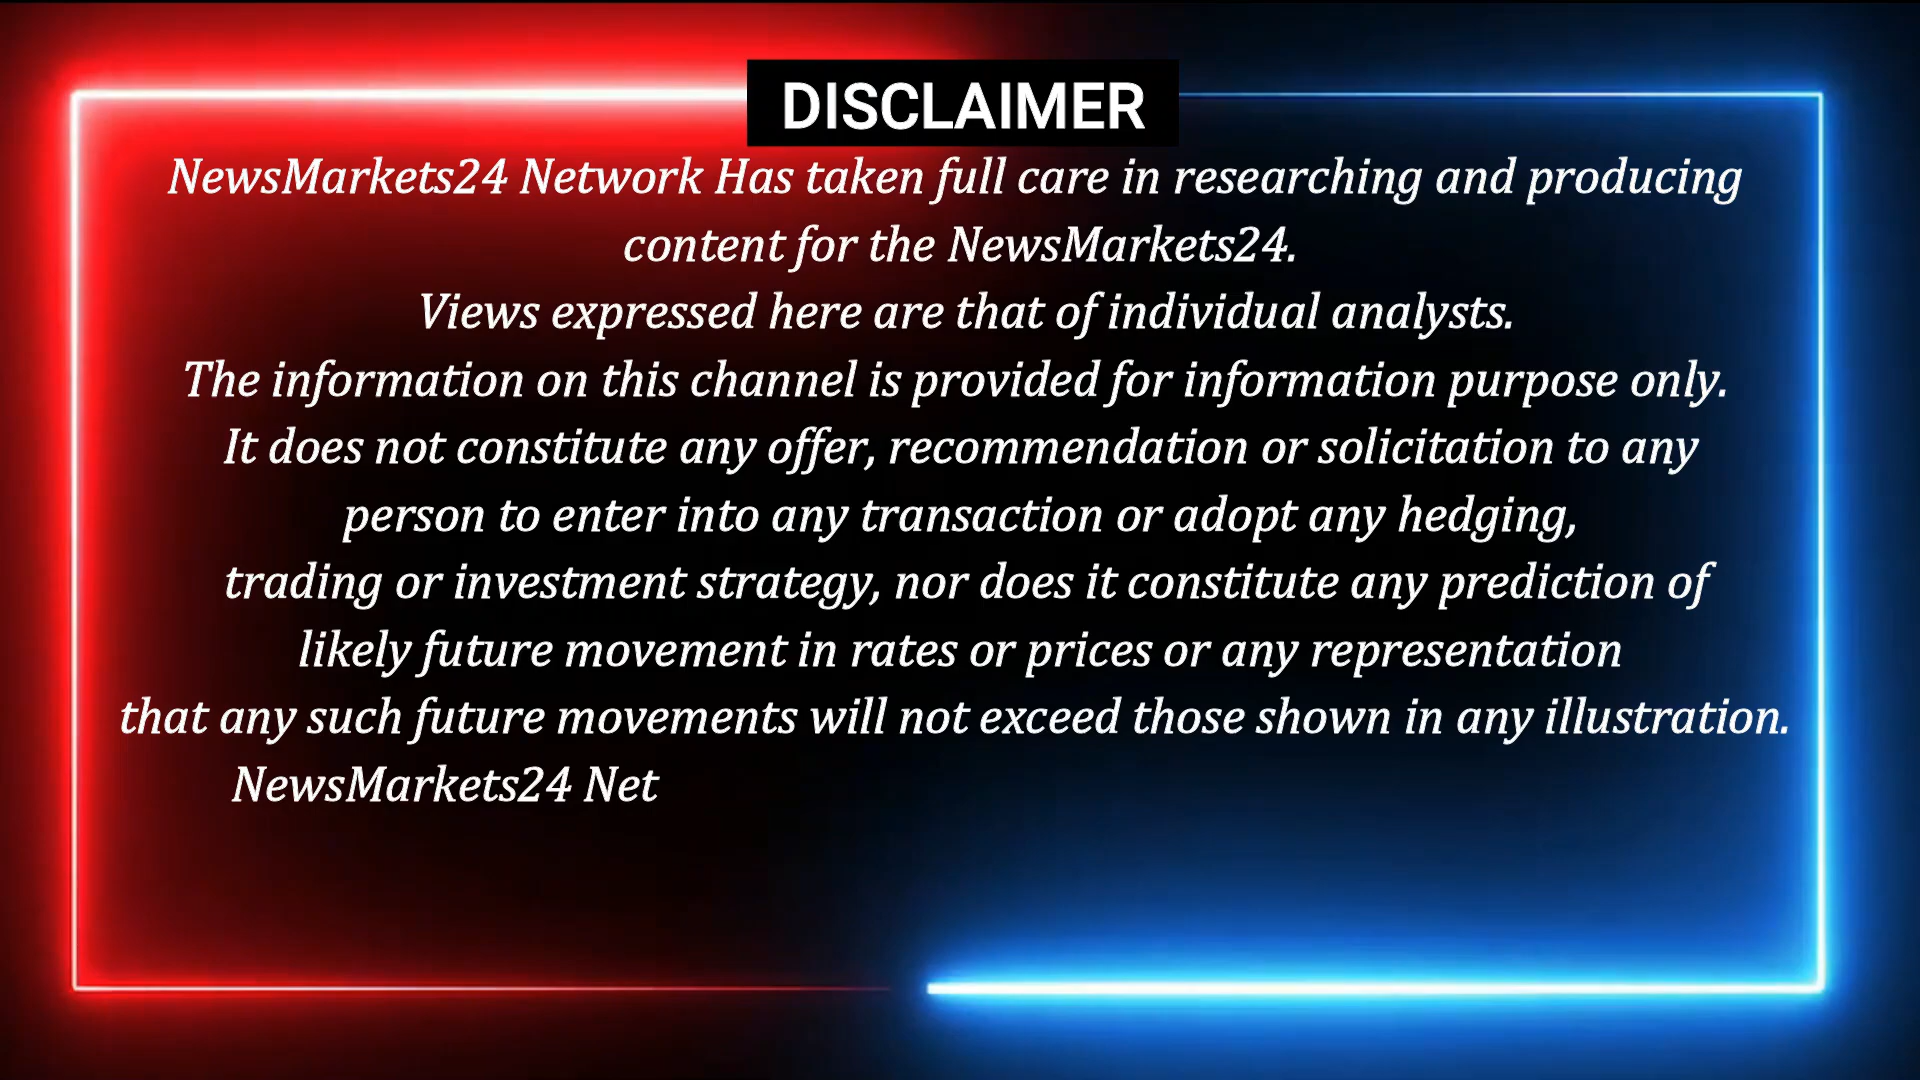 DISCLAIMER
NewsMarkets24 Network Has taken full care in researching and producing
content for the NewsMarkets24.
Views expressed here are that of individual analysts.
The information on this channel is provided for information purpose only.
It does not constitute any offer, recommendation or solicitation to any
person to enter into any transaction or adopt any hedging,
trading or investment strategy, nor does it constitute any prediction of
likely future movement in rates or prices or any representation
that any such future movements will not exceed those shown in any illustration.
NewsMarkets24 Net